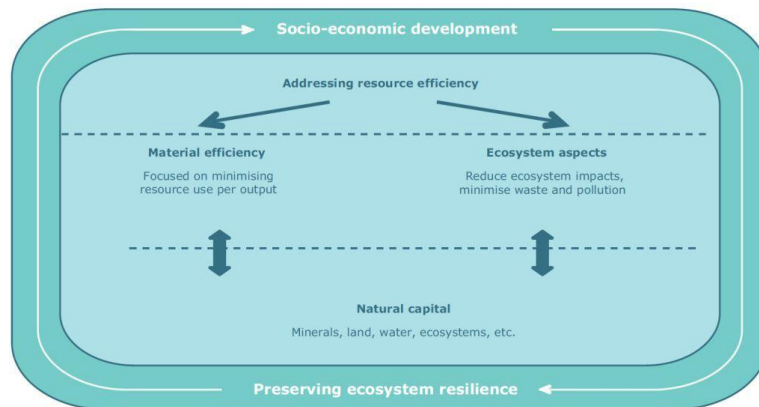 Socio-economic development
Addressing resource efficiency
Material efficiency
Focused on minimising
resource use per output
Ecosystem aspects
Reduce ecosystem impacts,
minimise waste and pollution
Natural capital
Minerals, land, water, ecosystems, etc.
Preserving ecosystem resilience